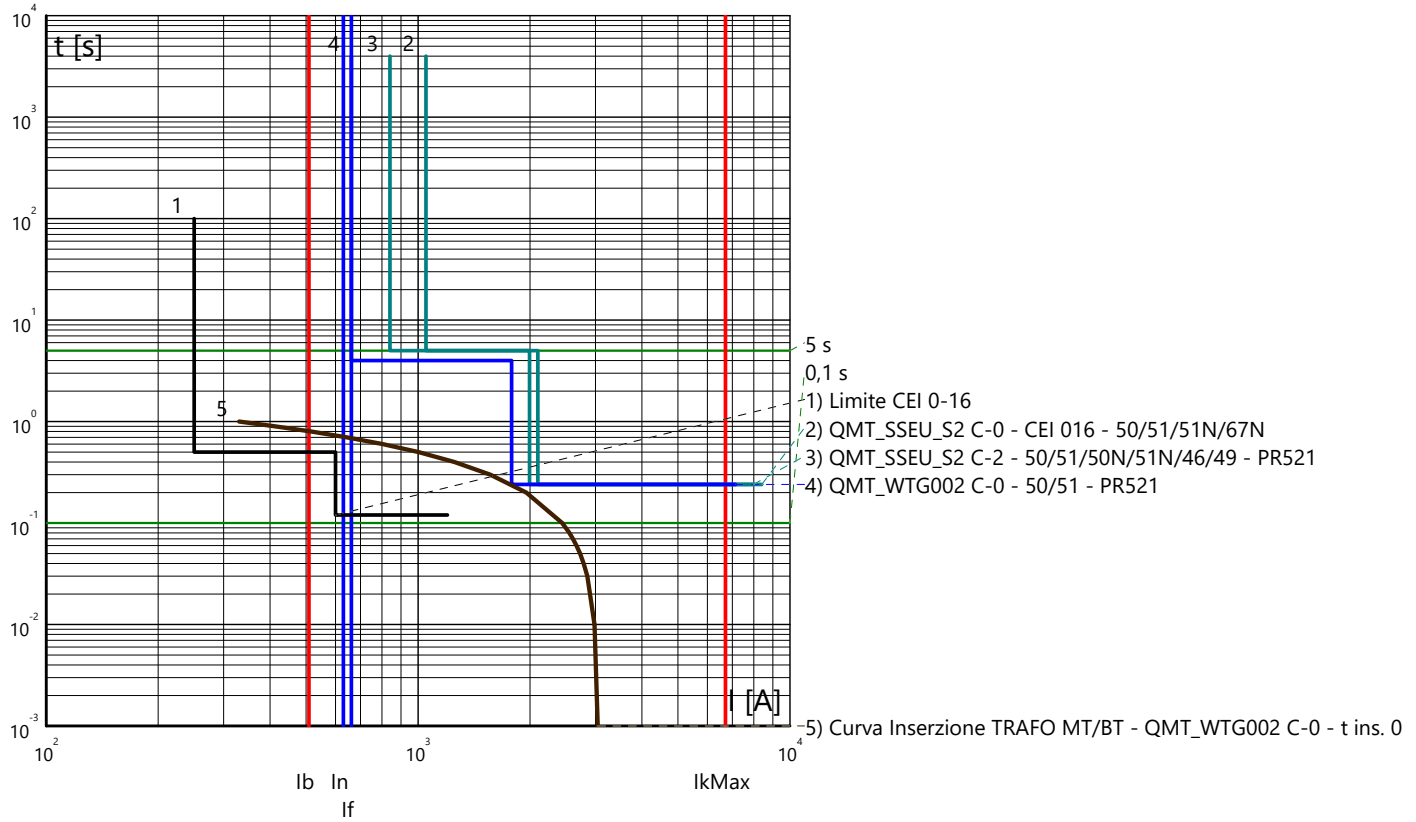 10^4
t [s]
4
3
2
10^3
10^2
1
10^1
5 s
0,1 s
1) Limite CEI 0-16
10^0
5
2) QMT_SSEU_S2 C-0 - CEI 016 - 50/51/51N/67N
3) QMT_SSEU_S2 C-2 - 50/51/50N/51N/46/49 - PR521
4) QMT_WTG002 C-0 - 50/51 - PR521
10^-1
10^-2
I [A]
10^-3
5) Curva Inserzione TRAFO MT/BT - QMT_WTG002 C-0 - t ins. 0
10^2
10^3
10^4
Ib In IkMax
If